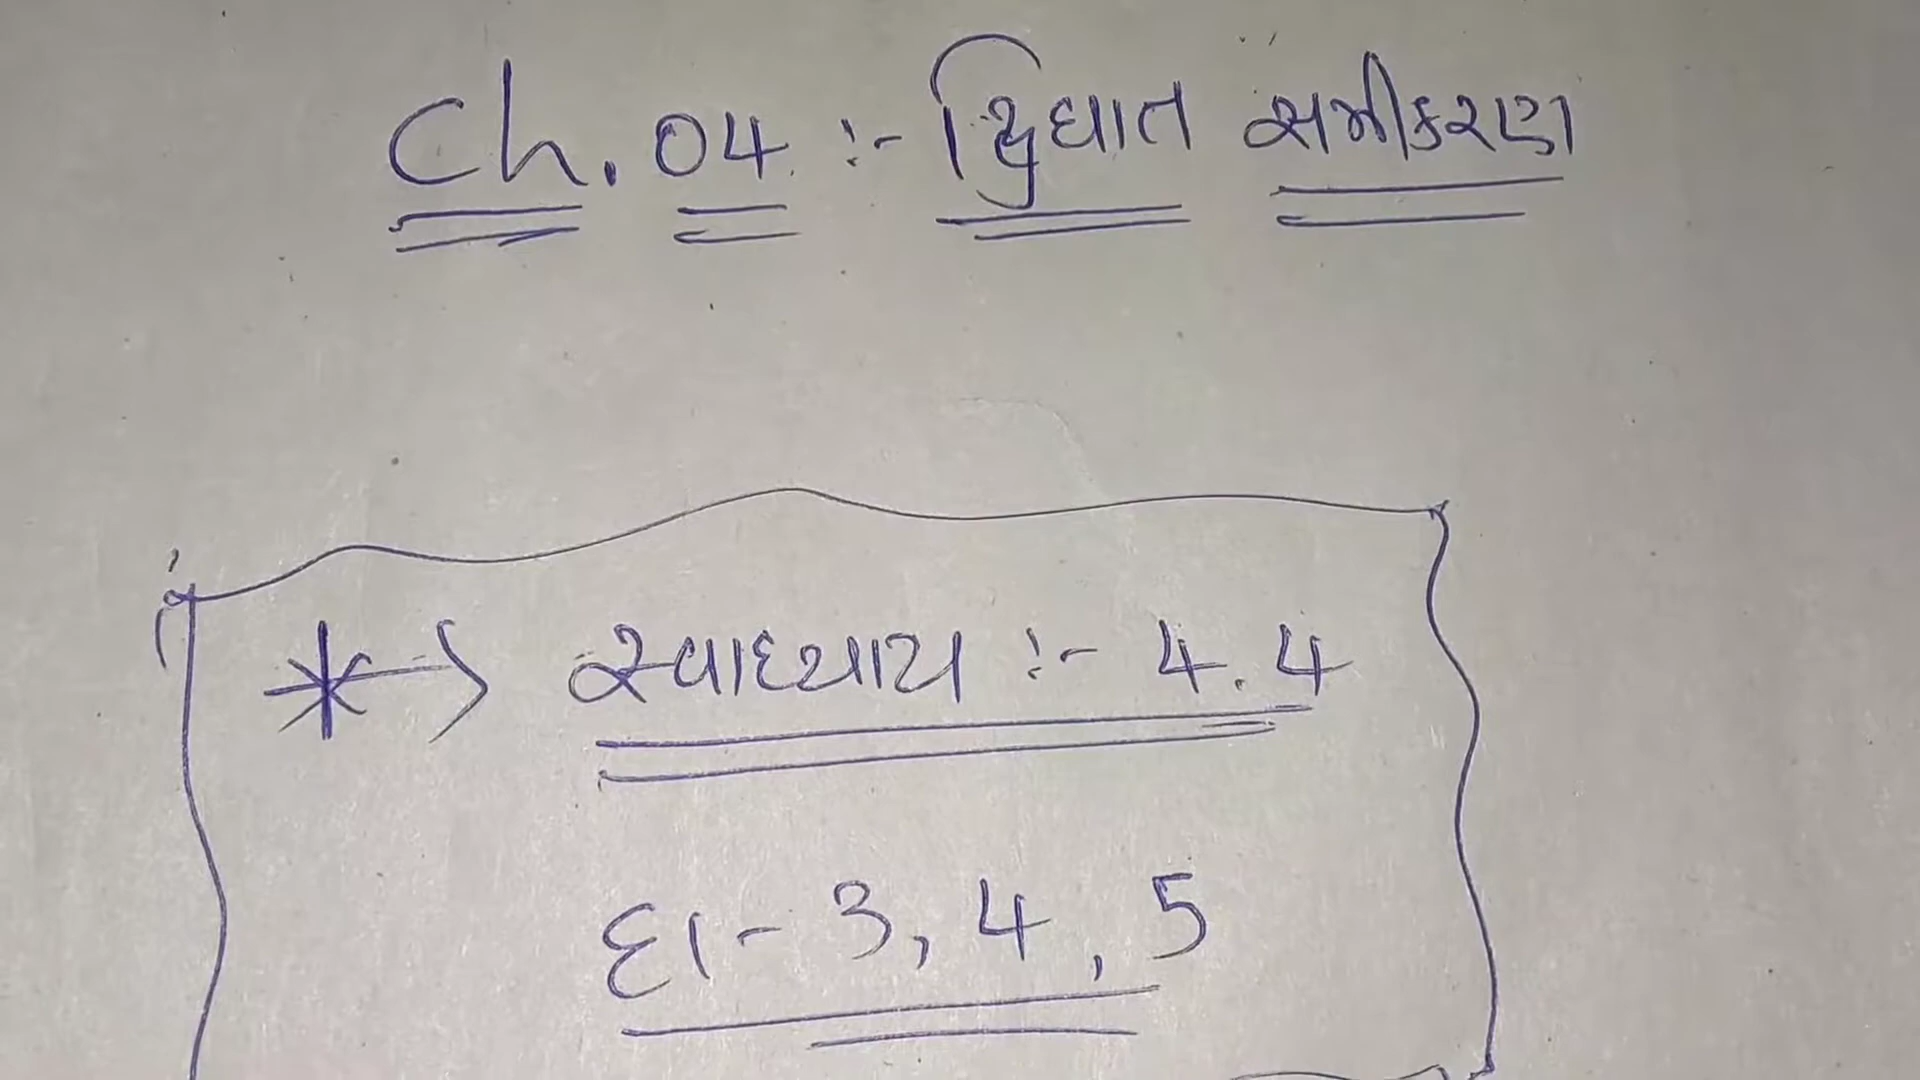 Ch. 04 :- દ્વિઘાત સમીકરણ
*→ સ્વાધ્યાય :- 4.4
દા- 3, 4, 5